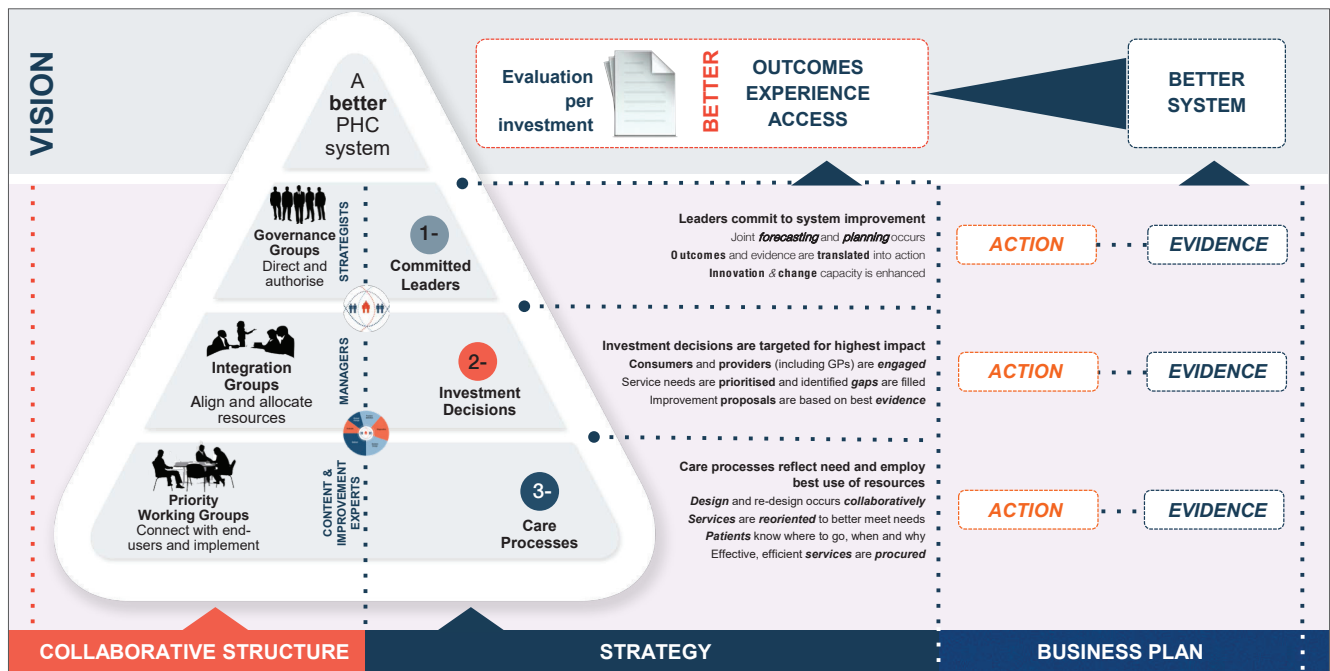 VISION
A
better
PHC
system
Evaluation
per
investment
BETTER
OUTCOMES
EXPERIENCE
ACCESS
BETTER
SYSTEM
Governance
Groups
Direct and
authorise
STRATEGISTS
1-
Committed
Leaders
Leaders commit to system improvement
Joint forecasting and planning occurs
Outcomes and evidence are translated into action
Innovation & change capacity is enhanced
ACTION
EVIDENCE
Integration
Groups
Align and allocate
resources
MANAGERS
2-
Investment
Decisions
Investment decisions are targeted for highest impact
Consumers and providers (including GPs) are engaged
Service needs are prioritised and identified gaps are filled
Improvement proposals are based on best evidence
ACTION
EVIDENCE
Priority
Working Groups
Connect with end-
users and implement
CONTENT &
IMPROVEMENT
EXPERTS
3-
Care
Processes
Care processes reflect need and employ
best use of resources
Design and re-design occurs collaboratively
Services are reoriented to better meet needs
Patients know where to go, when and why
Effective, efficient services are procured
ACTION
EVIDENCE
COLLABORATIVE STRUCTURE
STRATEGY
BUSINESS PLAN